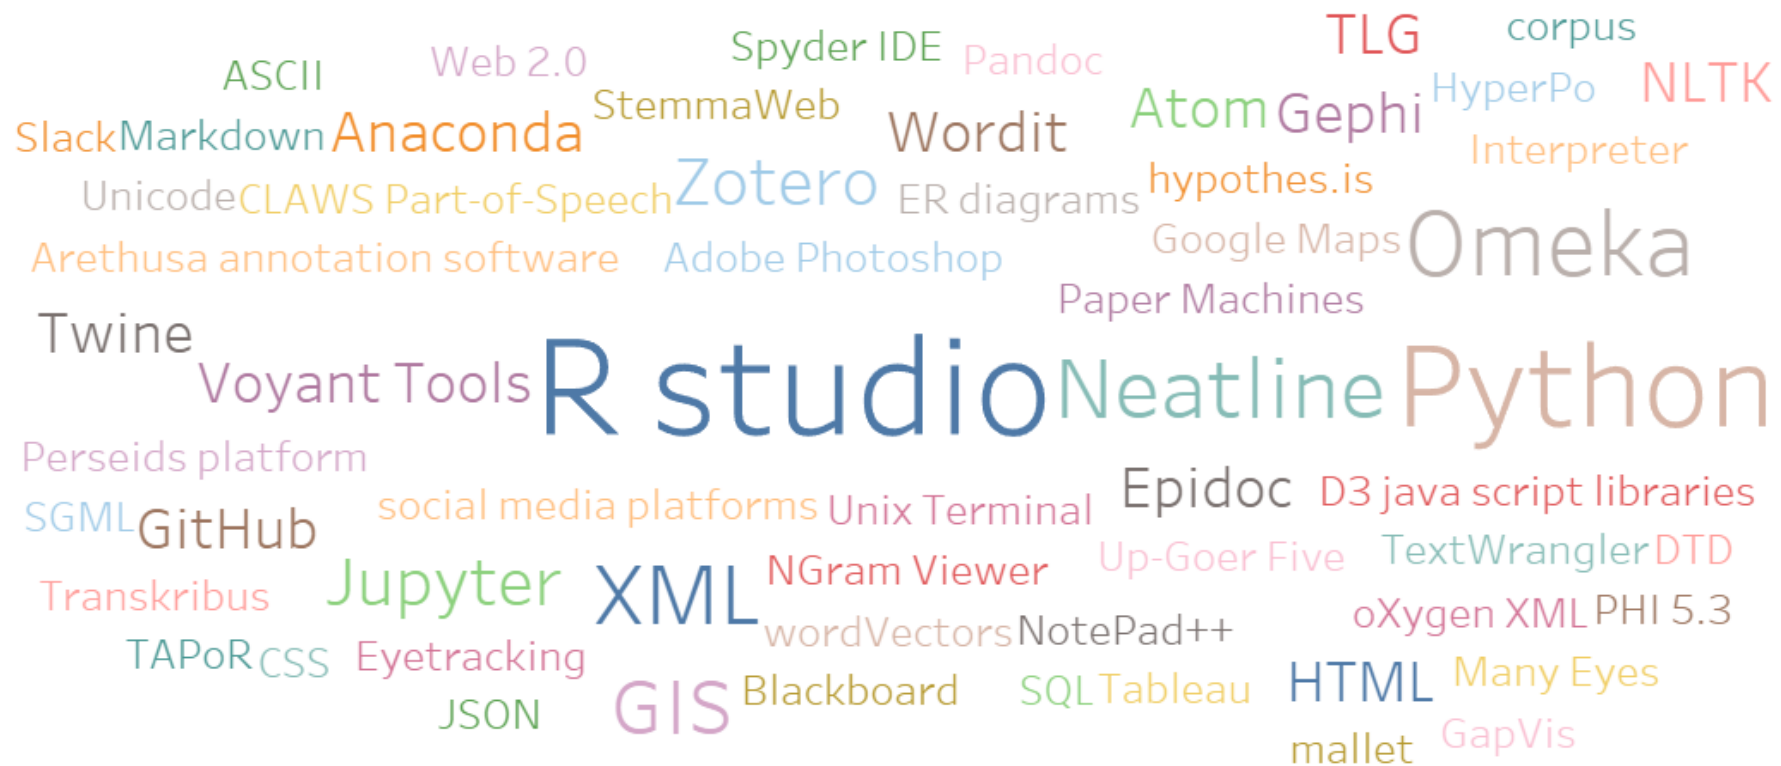 TLG
corpus
Spyder IDE
Pandoc
Web 2.0
ASCII
HyperPo
NLTK
StemmaWeb
Atom
Gephi
Slack
Markdown
Anaconda
Wordit
Interpreter
Unicode
CLAWS Part-of-Speech
Zotero
ER diagrams
hypothes.is
Arethusa annotation software
Adobe Photoshop
Google Maps
Omeka
Paper Machines
Twine
Voyant Tools
R studio
Neatline
Python
Perseids platform
SGML
GitHub
social media platforms
Unix Terminal
Epidoc
D3 java script libraries
Jupyter
XML
NGram Viewer
Up-Goer Five
TextWrangler
DTD
Transkribus
wordVectors
NotePad++
oXygen XML
PHI 5.3
TAPoR
CSS
Eyetracking
JSON
GIS
Blackboard
SQL
Tableau
HTML
Many Eyes
mallet
GapVis